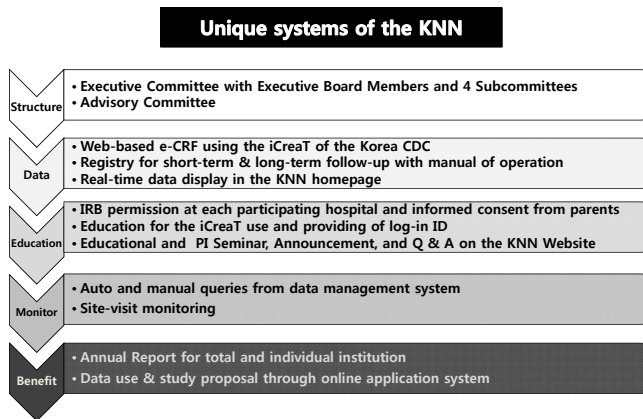 Unique systems of the KNN
Structure
• Executive Committee with Executive Board Members and 4 Subcommittees
• Advisory Committee
Data
• Web-based e-CRF using the iCreaT of the Korea CDC
• Registry for short-term & long-term follow-up with manual of operation
• Real-time data display in the KNN homepage
Education
• IRB permission at each participating hospital and informed consent from parents
• Education for the iCreaT use and providing of log-in ID
• Educational and PI Seminar, Announcement, and Q & A on the KNN Website
Monitor
• Auto and manual queries from data management system
• Site-visit monitoring
Benefit
• Annual Report for total and individual institution
• Data use & study proposal through online application system